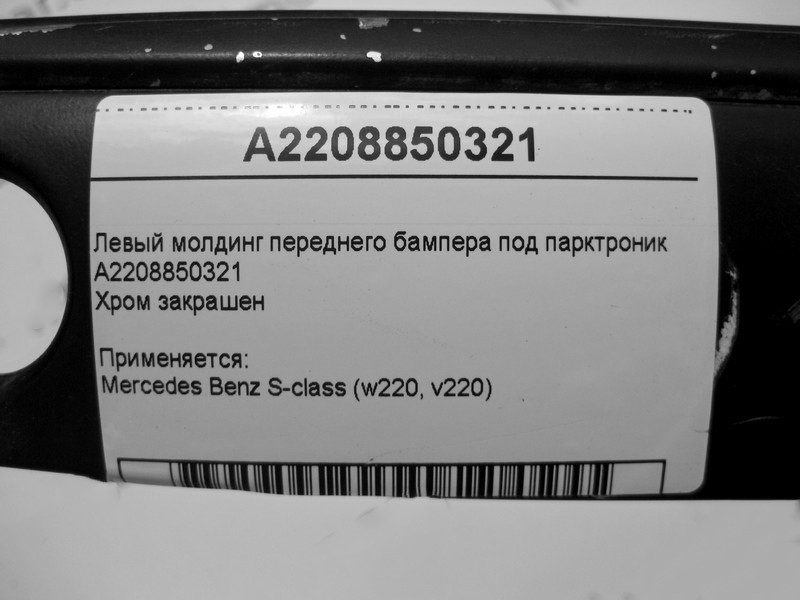 A2208850321
Левый молдинг переднего бампера под парктроник
A2208850321
Хром закрашен
Применяется:
Mercedes Benz S-class (w220, v220)